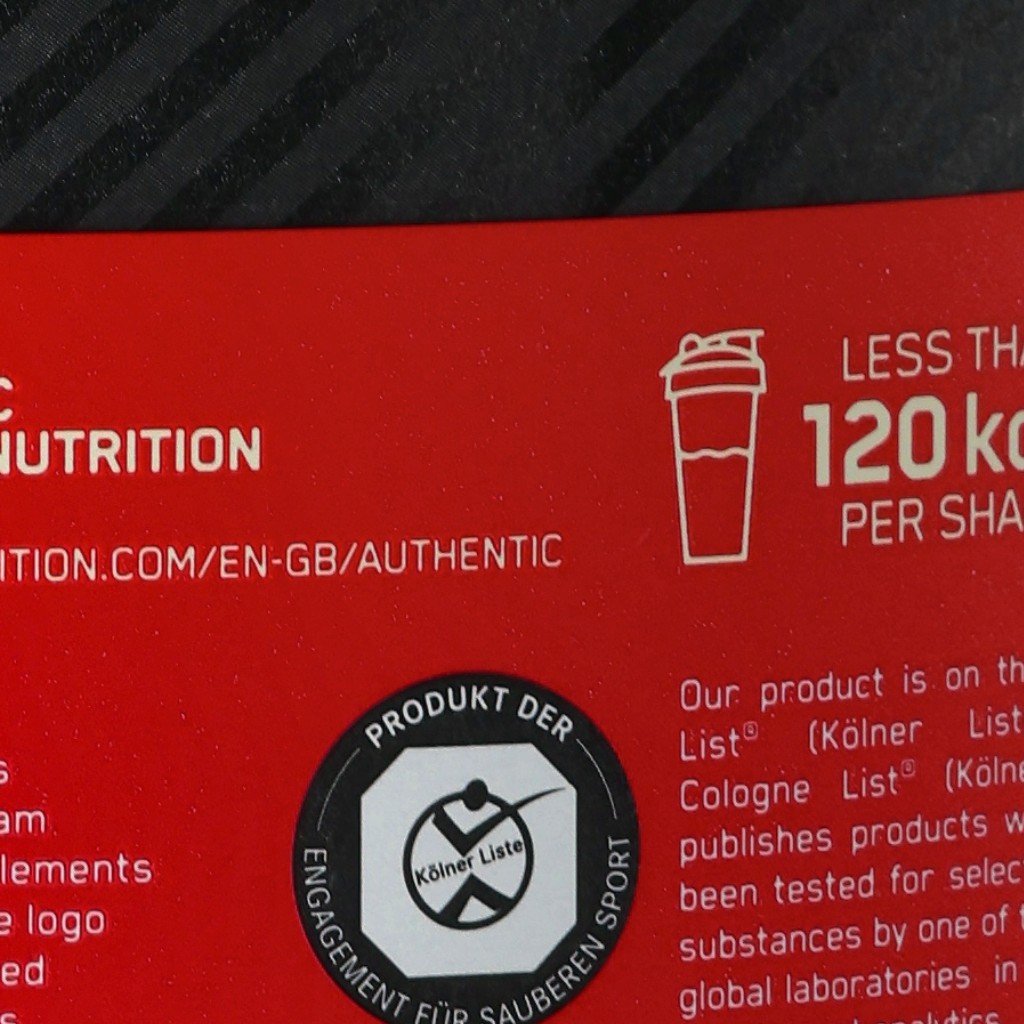 NUTRITION
ITION.COM/EN-GB/AUTHENTIC
LESS THA
120 kc
PER SHA
am
lements
e logo
ed
PRODUKT DER
Kölner Liste
ENGAGEMENT FÜR SAUBEREN SPORT
Our product is on th
List® (Kölner List
Cologne List® (Kölne
publishes products w
been tested for selec
substances by one of t
global laboratories in